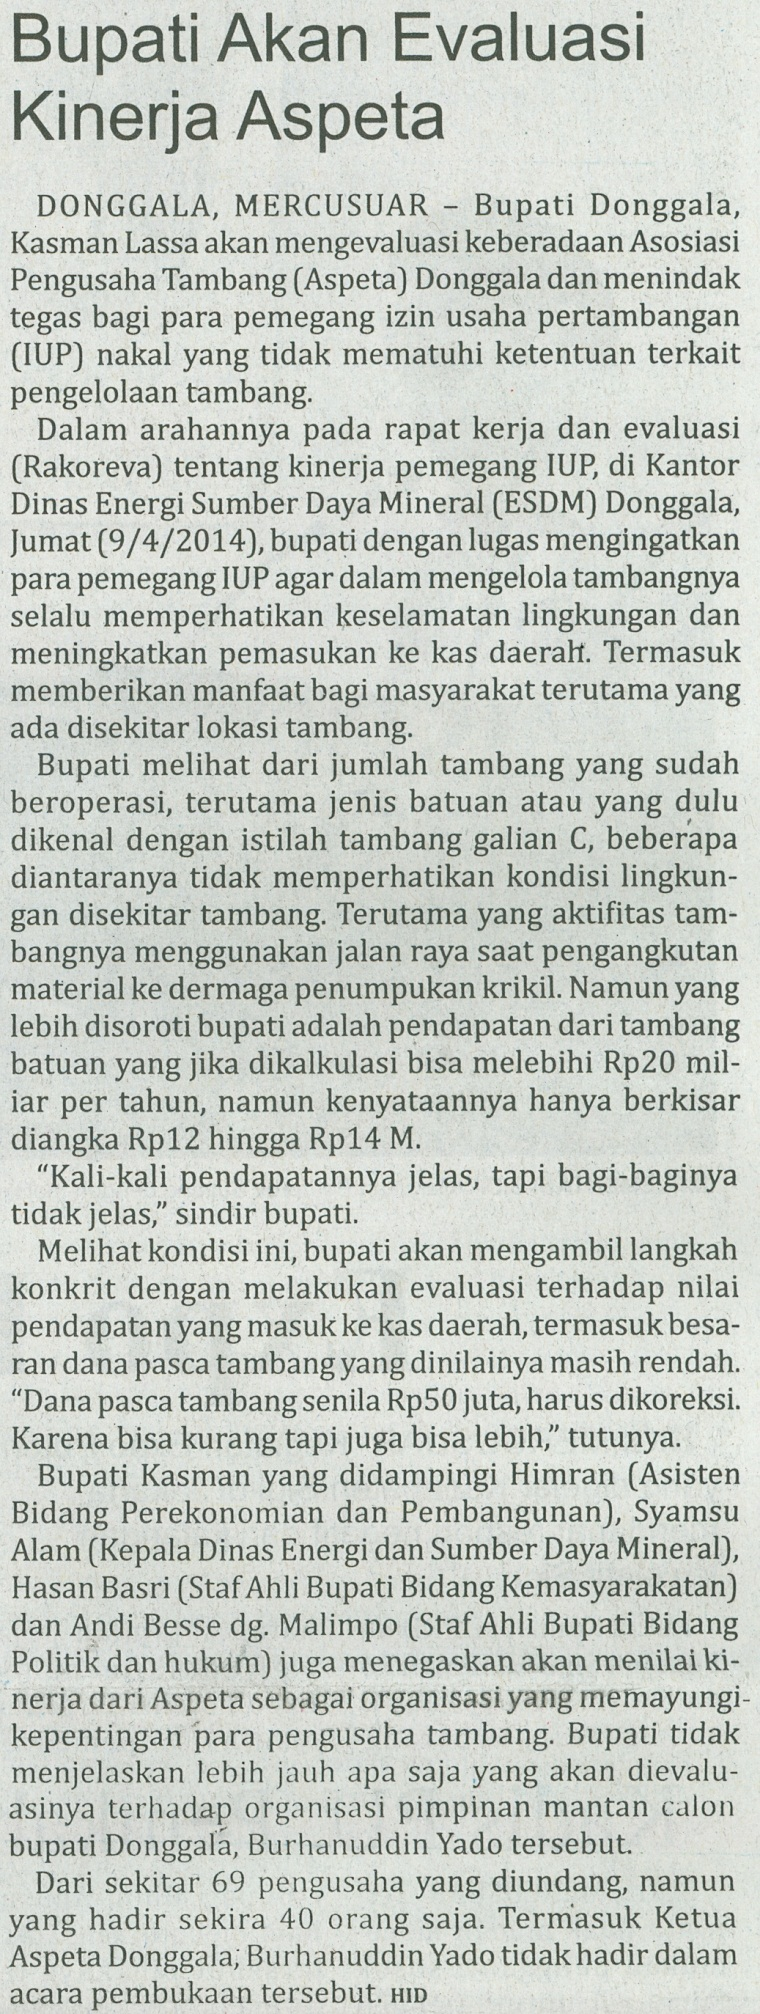 Bupati Akan Evaluasi
Kinerja Aspeta
DONGGALA, MERCUSUAR – Bupati Donggala,
Kasman Lassa akan mengevaluasi keberadaan Asosiasi
Pengusaha Tambang (Aspeta) Donggala dan menindak
tegas bagi para pemegang izin usaha pertambangan
(IUP) nakal yang tidak mematuhi ketentuan terkait
pengelolaan tambang.
Dalam arahannya pada rapat kerja dan evaluasi
(Rakoreva) tentang kinerja pemegang IUP, di Kantor
Dinas Energi Sumber Daya Mineral (ESDM) Donggala,
Jumat (9/4/2014), bupati dengan lugas mengingatkan
para pemegang IUP agar dalam mengelola tambangnya
selalu memperhatikan keselamatan lingkungan dan
meningkatkan pemasukan ke kas daerah. Termasuk
memberikan manfaat bagi masyarakat terutama yang
ada disekitar lokasi tambang.
Bupati melihat dari jumlah tambang yang sudah
beroperasi, terutama jenis batuan atau yang dulu
dikenal dengan istilah tambang galian C, beberapa
diantaranya tidak memperhatikan kondisi lingkun-
gan disekitar tambang. Terutama yang aktifitas tam-
bangnya menggunakan jalan raya saat pengangkutan
material ke dermaga penumpukan krikil. Namun yang
lebih disoroti bupati adalah pendapatan dari tambang
batuan yang jika dikalkulasi bisa melebihi Rp20 mil-
iar per tahun, namun kenyataannya hanya berkisar
diangka Rp12 hingga Rp14 M.
“Kali-kali pendapatannya jelas, tapi bagi-baginya
tidak jelas,” sindir bupati.
Melihat kondisi ini, bupati akan mengambil langkah
konkrit dengan melakukan evaluasi terhadap nilai
pendapatan yang masuk ke kas daerah, termasuk besa-
ran dana pasca tambang yang dinilainya masih rendah.
“Dana pasca tambang senila Rp50 juta, harus dikoreksi.
Karena bisa kurang tapi juga bisa lebih,” tutunya.
Bupati Kasman yang didampingi Himran (Asisten
Bidang Perekonomian dan Pembangunan), Syamsu
Alam (Kepala Dinas Energi dan Sumber Daya Mineral),
Hasan Basri (Staf Ahli Bupati Bidang Kemasyarakatan)
dan Andi Besse dg. Malimpo (Staf Ahli Bupati Bidang
Politik dan hukum) juga menegaskan akan menilai ki-
nerja dari Aspeta sebagai organisasi yang memayungi-
kepentingan para pengusaha tambang. Bupati tidak
menjelaskan lebih jauh apa saja yang akan dievalu-
asinya terhadap organisasi pimpinan mantan calon
bupati Donggala, Burhanuddin Yado tersebut.
Dari sekitar 69 pengusaha yang diundang, namun
yang hadir sekira 40 orang saja. Termasuk Ketua
Aspeta Donggala, Burhanuddin Yado tidak hadir dalam
acara pembukaan tersebut. HID